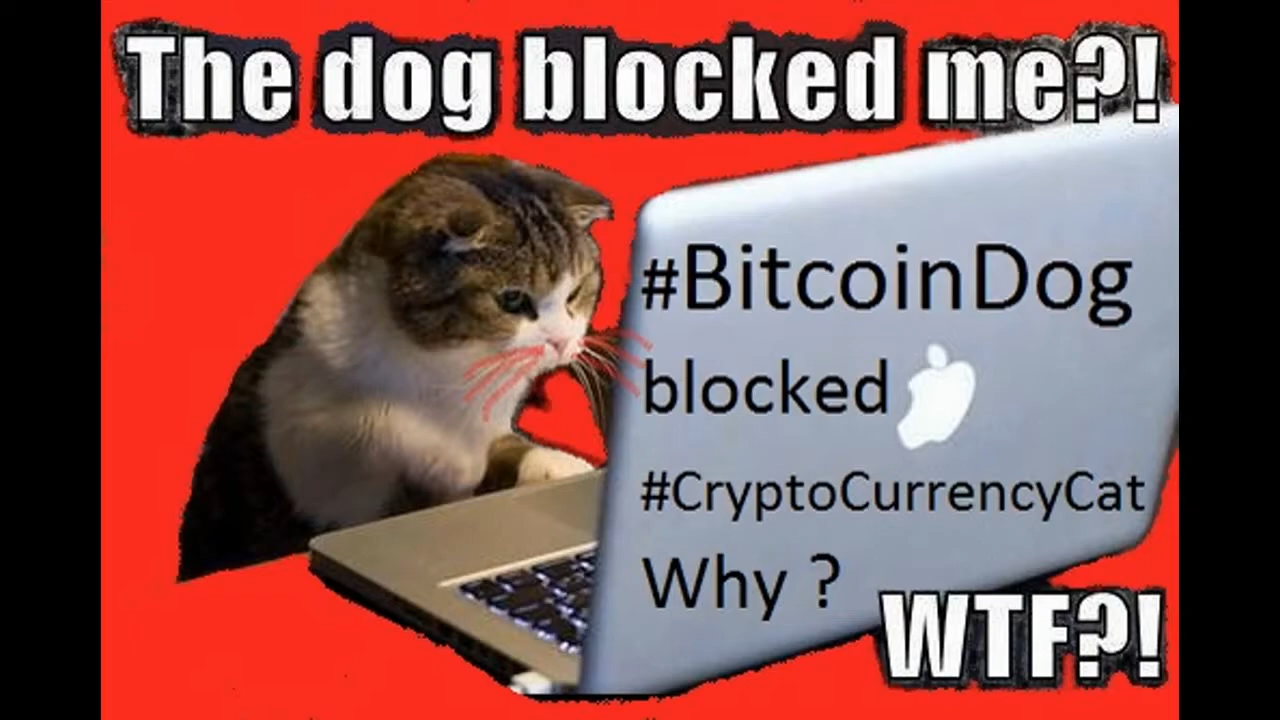 The dog blocked me?!
#BitcoinDog
blocked
#CryptoCurrencyCat
Why ?
WTF?!